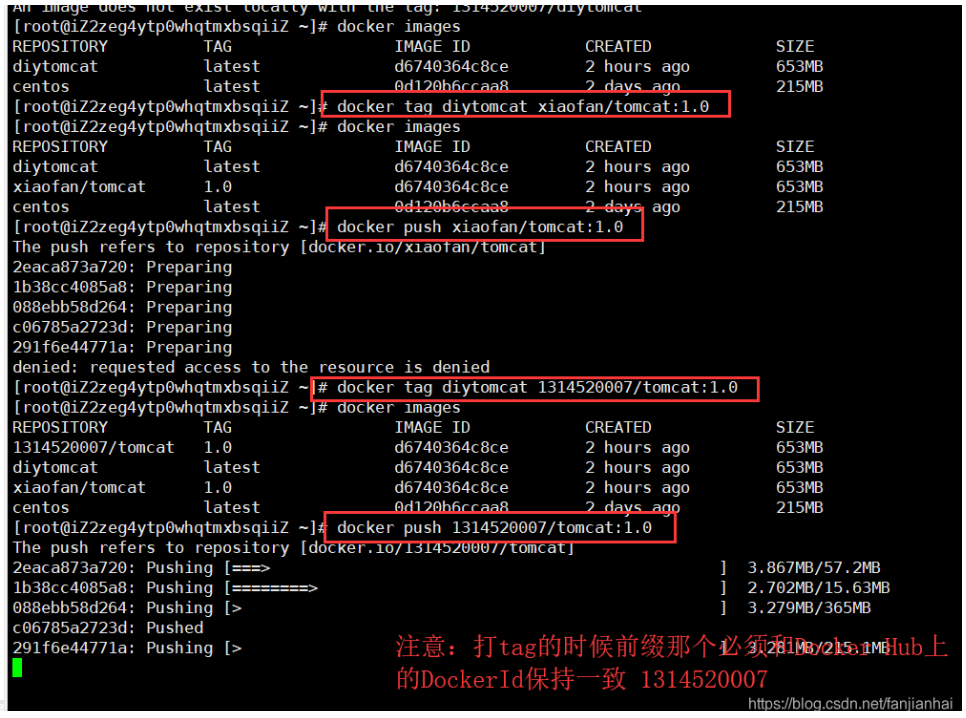 An image does not exist locally with the tag: 1314520007/diytomcat
[root@iZ2zeg4ytp0whqtmxbsqiiZ ~]# docker images
REPOSITORY TAG IMAGE ID CREATED SIZE
diytomcat latest d6740364c8ce 2 hours ago 653MB
centos latest 0d120b6ccaa8 2 days ago 215MB
[root@iZ2zeg4ytp0whqtmxbsqiiZ ~]# docker tag diytomcat xiaofan/tomcat:1.0
[root@iZ2zeg4ytp0whqtmxbsqiiZ ~]# docker images
REPOSITORY TAG IMAGE ID CREATED SIZE
diytomcat latest d6740364c8ce 2 hours ago 653MB
xiaofan/tomcat 1.0 d6740364c8ce 2 hours ago 653MB
centos latest 0d120b6ccaa8 2 days ago 215MB
[root@iZ2zeg4ytp0whqtmxbsqiiZ ~]# docker push xiaofan/tomcat:1.0
The push refers to repository [docker.io/xiaofan/tomcat]
2eaca873a720: Preparing
1b38cc4085a8: Preparing
088ebb58d264: Preparing
c06785a2723d: Preparing
291f6e44771a: Preparing
denied: requested access to the resource is denied
[root@iZ2zeg4ytp0whqtmxbsqiiZ ~]# docker tag diytomcat 1314520007/tomcat:1.0
[root@iZ2zeg4ytp0whqtmxbsqiiZ ~]# docker images
REPOSITORY TAG IMAGE ID CREATED SIZE
1314520007/tomcat 1.0 d6740364c8ce 2 hours ago 653MB
diytomcat latest d6740364c8ce 2 hours ago 653MB
xiaofan/tomcat 1.0 d6740364c8ce 2 hours ago 653MB
centos latest 0d120b6ccaa8 2 days ago 215MB
[root@iZ2zeg4ytp0whqtmxbsqiiZ ~]# docker push 1314520007/tomcat:1.0
The push refers to repository [docker.io/1314520007/tomcat]
2eaca873a720: Pushing [===> ] 3.867MB/57.2MB
1b38cc4085a8: Pushing [========> ] 2.702MB/15.63MB
088ebb58d264: Pushing [> ] 3.279MB/365MB
c06785a2723d: Pushed
291f6e44771a: Pushing [> ] 3.281MB/215.1MB
注意：打tag的时候前缀那个必须和Docker Hub上
的DockerId保持一致 1314520007
https://blog.csdn.net/fanjianhai